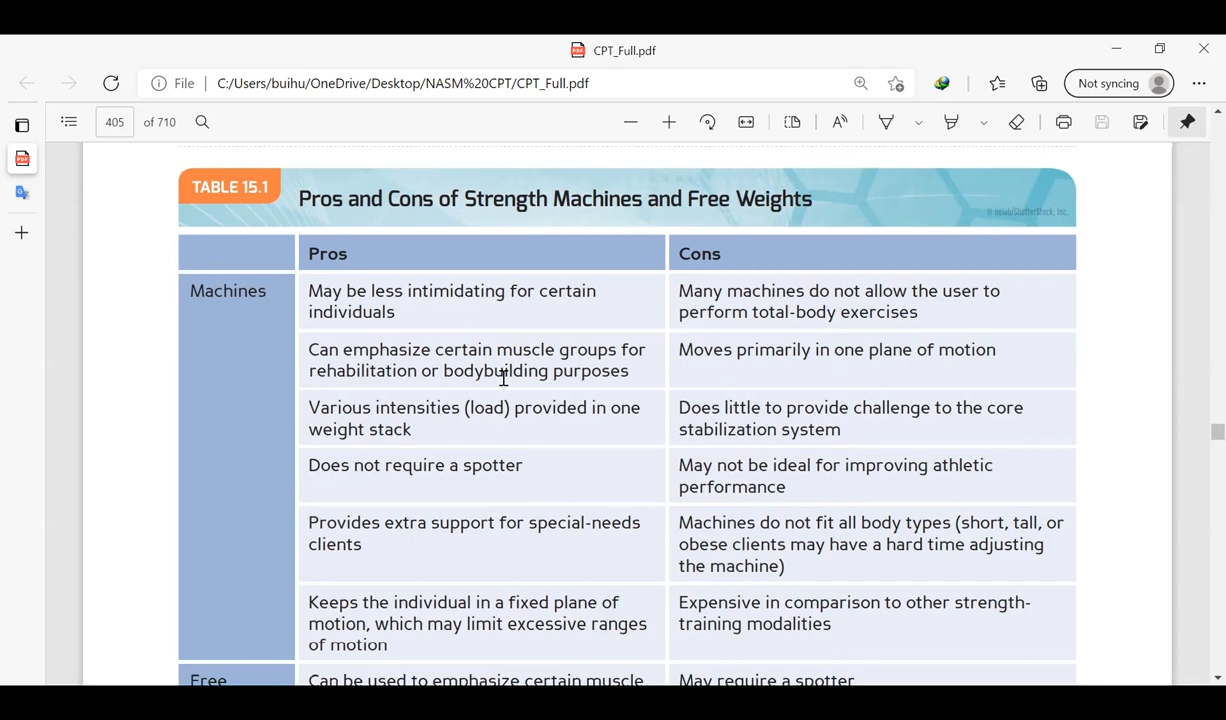 CPT_Full.pdf
File
C:/Users/buihu/OneDrive/Desktop/NASM%20CPT/CPT_Full.pdf
Not syncing
405 of 710
TABLE 15.1
Pros and Cons of Strength Machines and Free Weights
Pros
Cons
Machines
May be less intimidating for certain
individuals
Many machines do not allow the user to
perform total-body exercises
Can emphasize certain muscle groups for
rehabilitation or bodybuilding purposes
Moves primarily in one plane of motion
Various intensities (load) provided in one
weight stack
Does little to provide challenge to the core
stabilization system
Does not require a spotter
May not be ideal for improving athletic
performance
Provides extra support for special-needs
clients
Machines do not fit all body types (short, tall, or
obese clients may have a hard time adjusting
the machine)
Keeps the individual in a fixed plane of
motion, which may limit excessive ranges
of motion
Expensive in comparison to other strength-
training modalities
Free
Can be used to emphasize certain muscle
May require a spotter